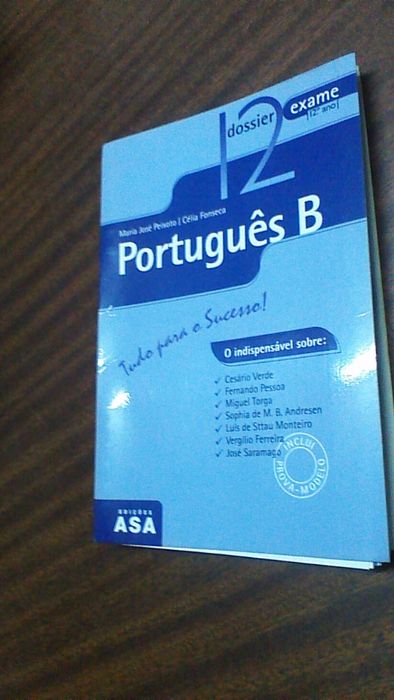 12
dossier exame
12.º ano
Maria José Peixoto | Célia Fonseca
Português B
Tudo para o Sucesso!
O indispensável sobre:
✓ Cesário Verde
✓ Fernando Pessoa
✓ Miguel Torga
✓ Sophia de M. B. Andresen
✓ Luís de Sttau Monteiro
✓ Vergílio Ferreira
✓ José Saramago
INCLUI
PROVA-MODELO
EDIÇÕES
ASA